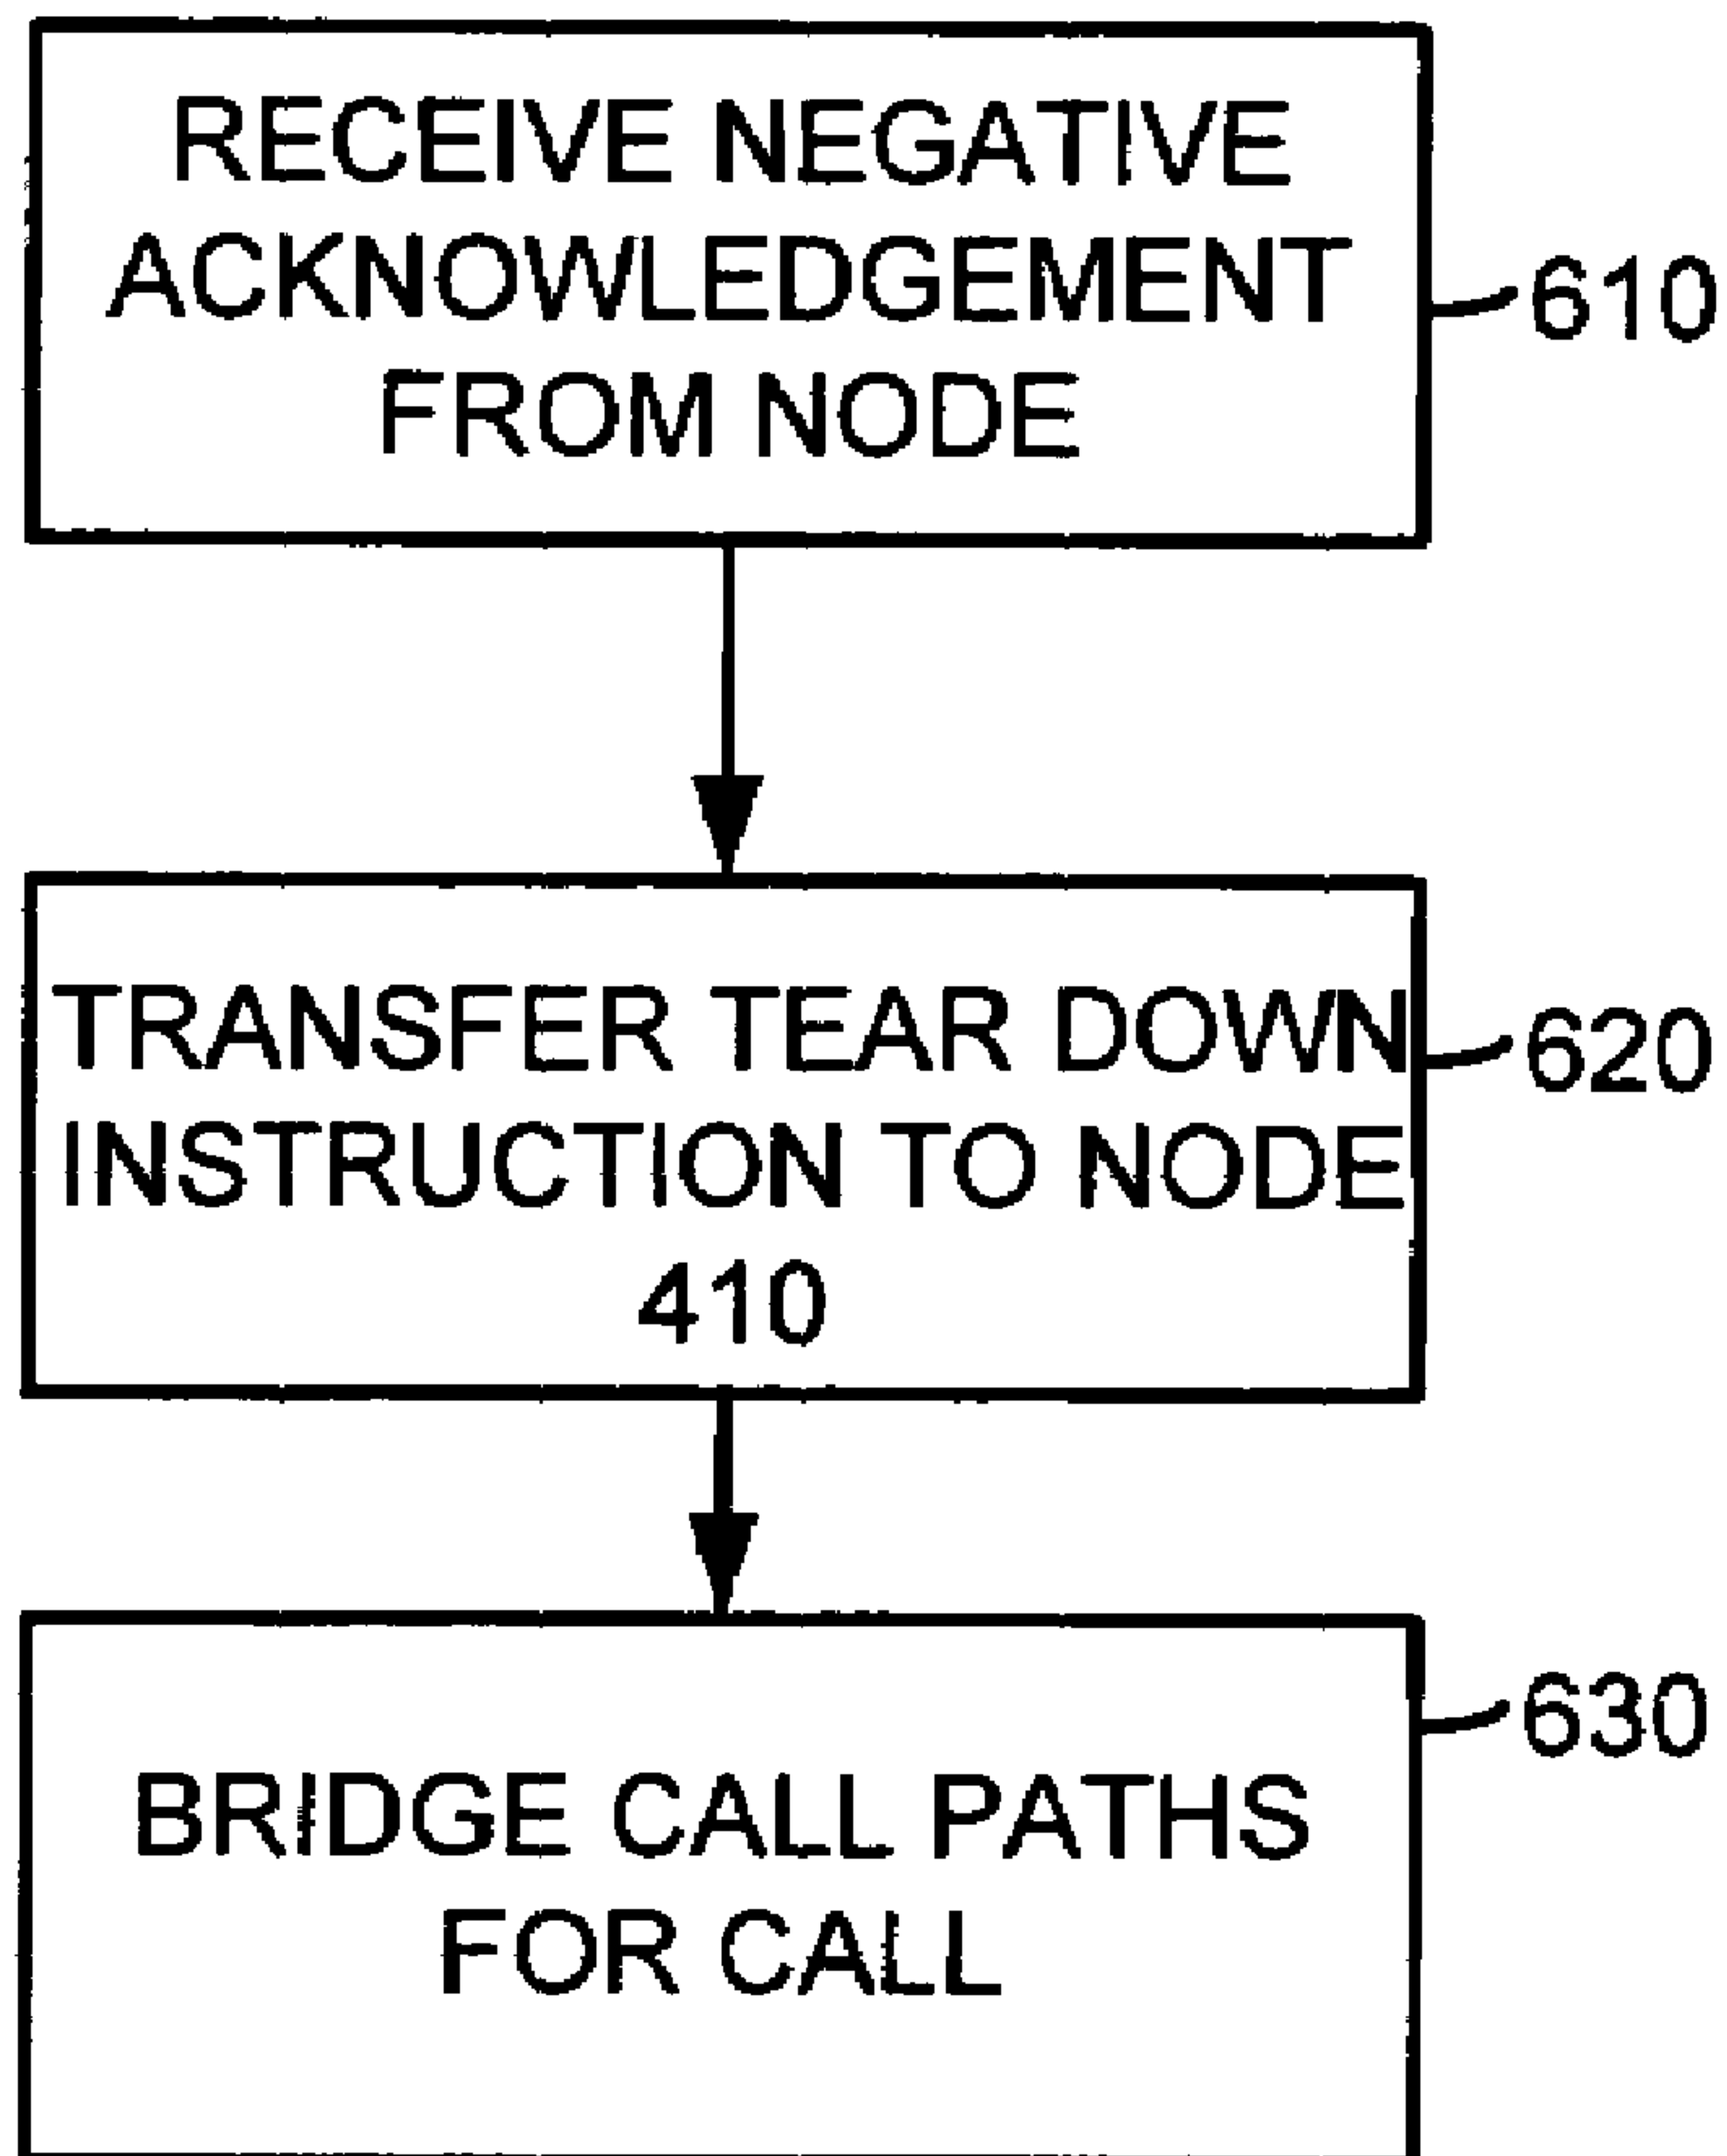 RECEIVE NEGATIVE
ACKNOWLEDGEMENT
FROM NODE
610
TRANSFER TEAR DOWN
INSTRUCTION TO NODE
410
620
BRIDGE CALL PATHS
FOR CALL
630